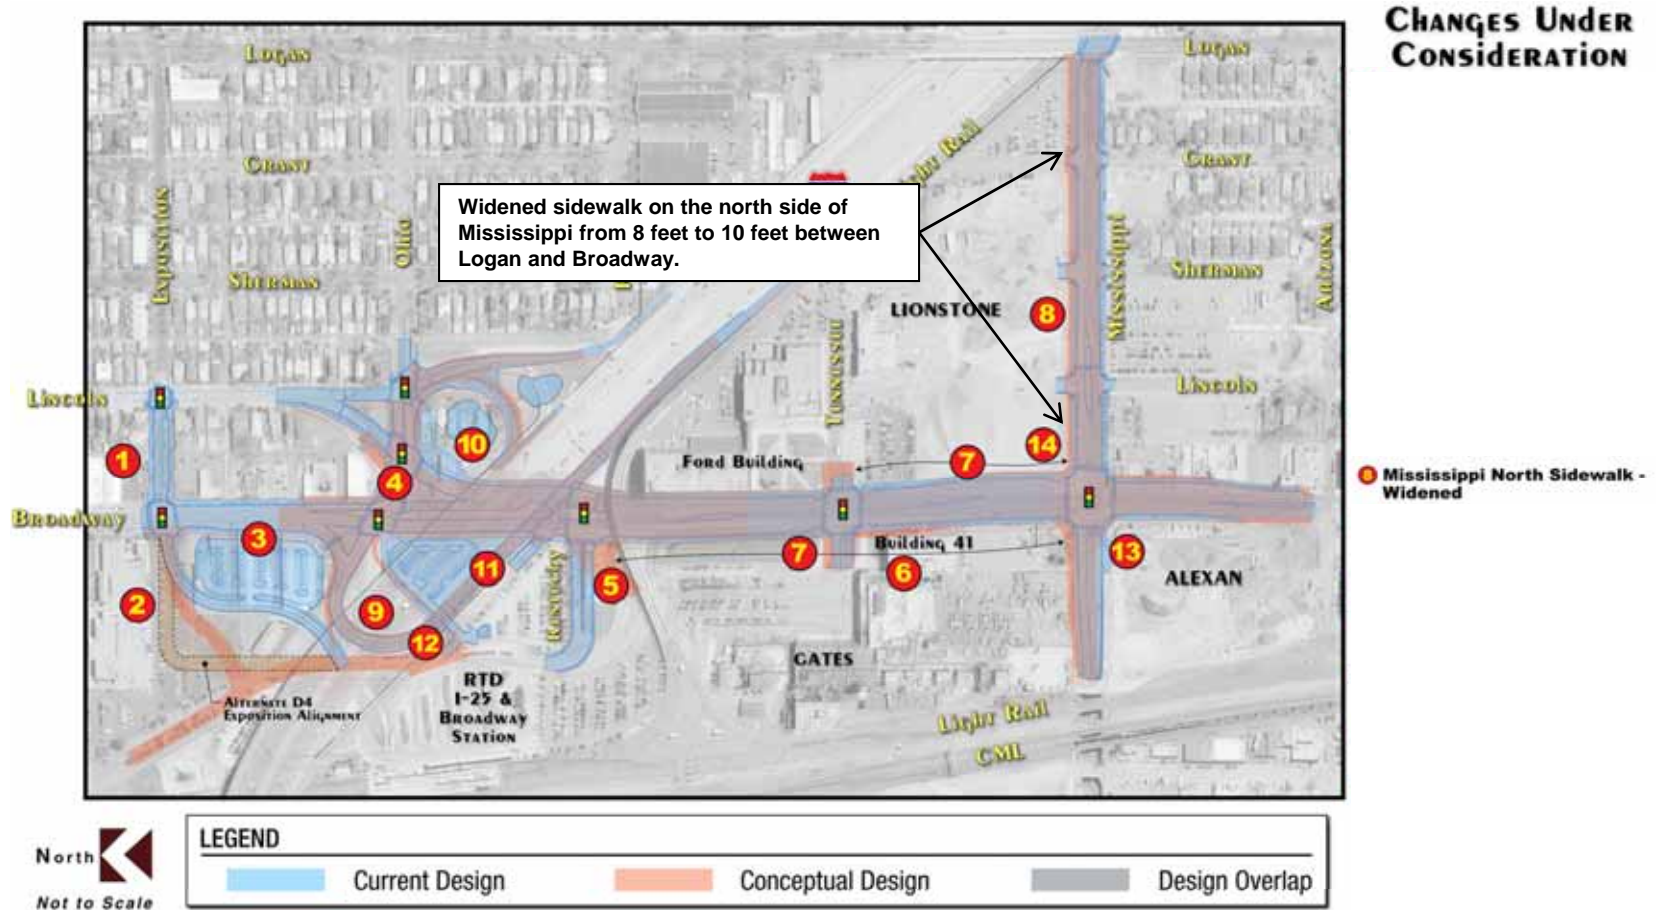 Changes Under
Consideration
Logan
Logan
Grant
Grant
Light Rail
Exposition
Ohio
Widened sidewalk on the north side of
Mississippi from 8 feet to 10 feet between
Logan and Broadway.
Mississippi
Arizona
Sherman
Sherman
LIONSTONE
8
Tennessee
Lincoln
Lincoln
1
10
14
7
Ford Building
4
8 Mississippi North Sidewalk -
Widened
Broadway
3
7
Building 41
13
11
6
ALEXAN
5
Kentucky
2
9
12
GATES
RTD
I-25 &
Broadway
Station
Alternate D4
Exposition Alignment
Light Rail
CML
North
Not to Scale
LEGEND
Current Design
Conceptual Design
Design Overlap